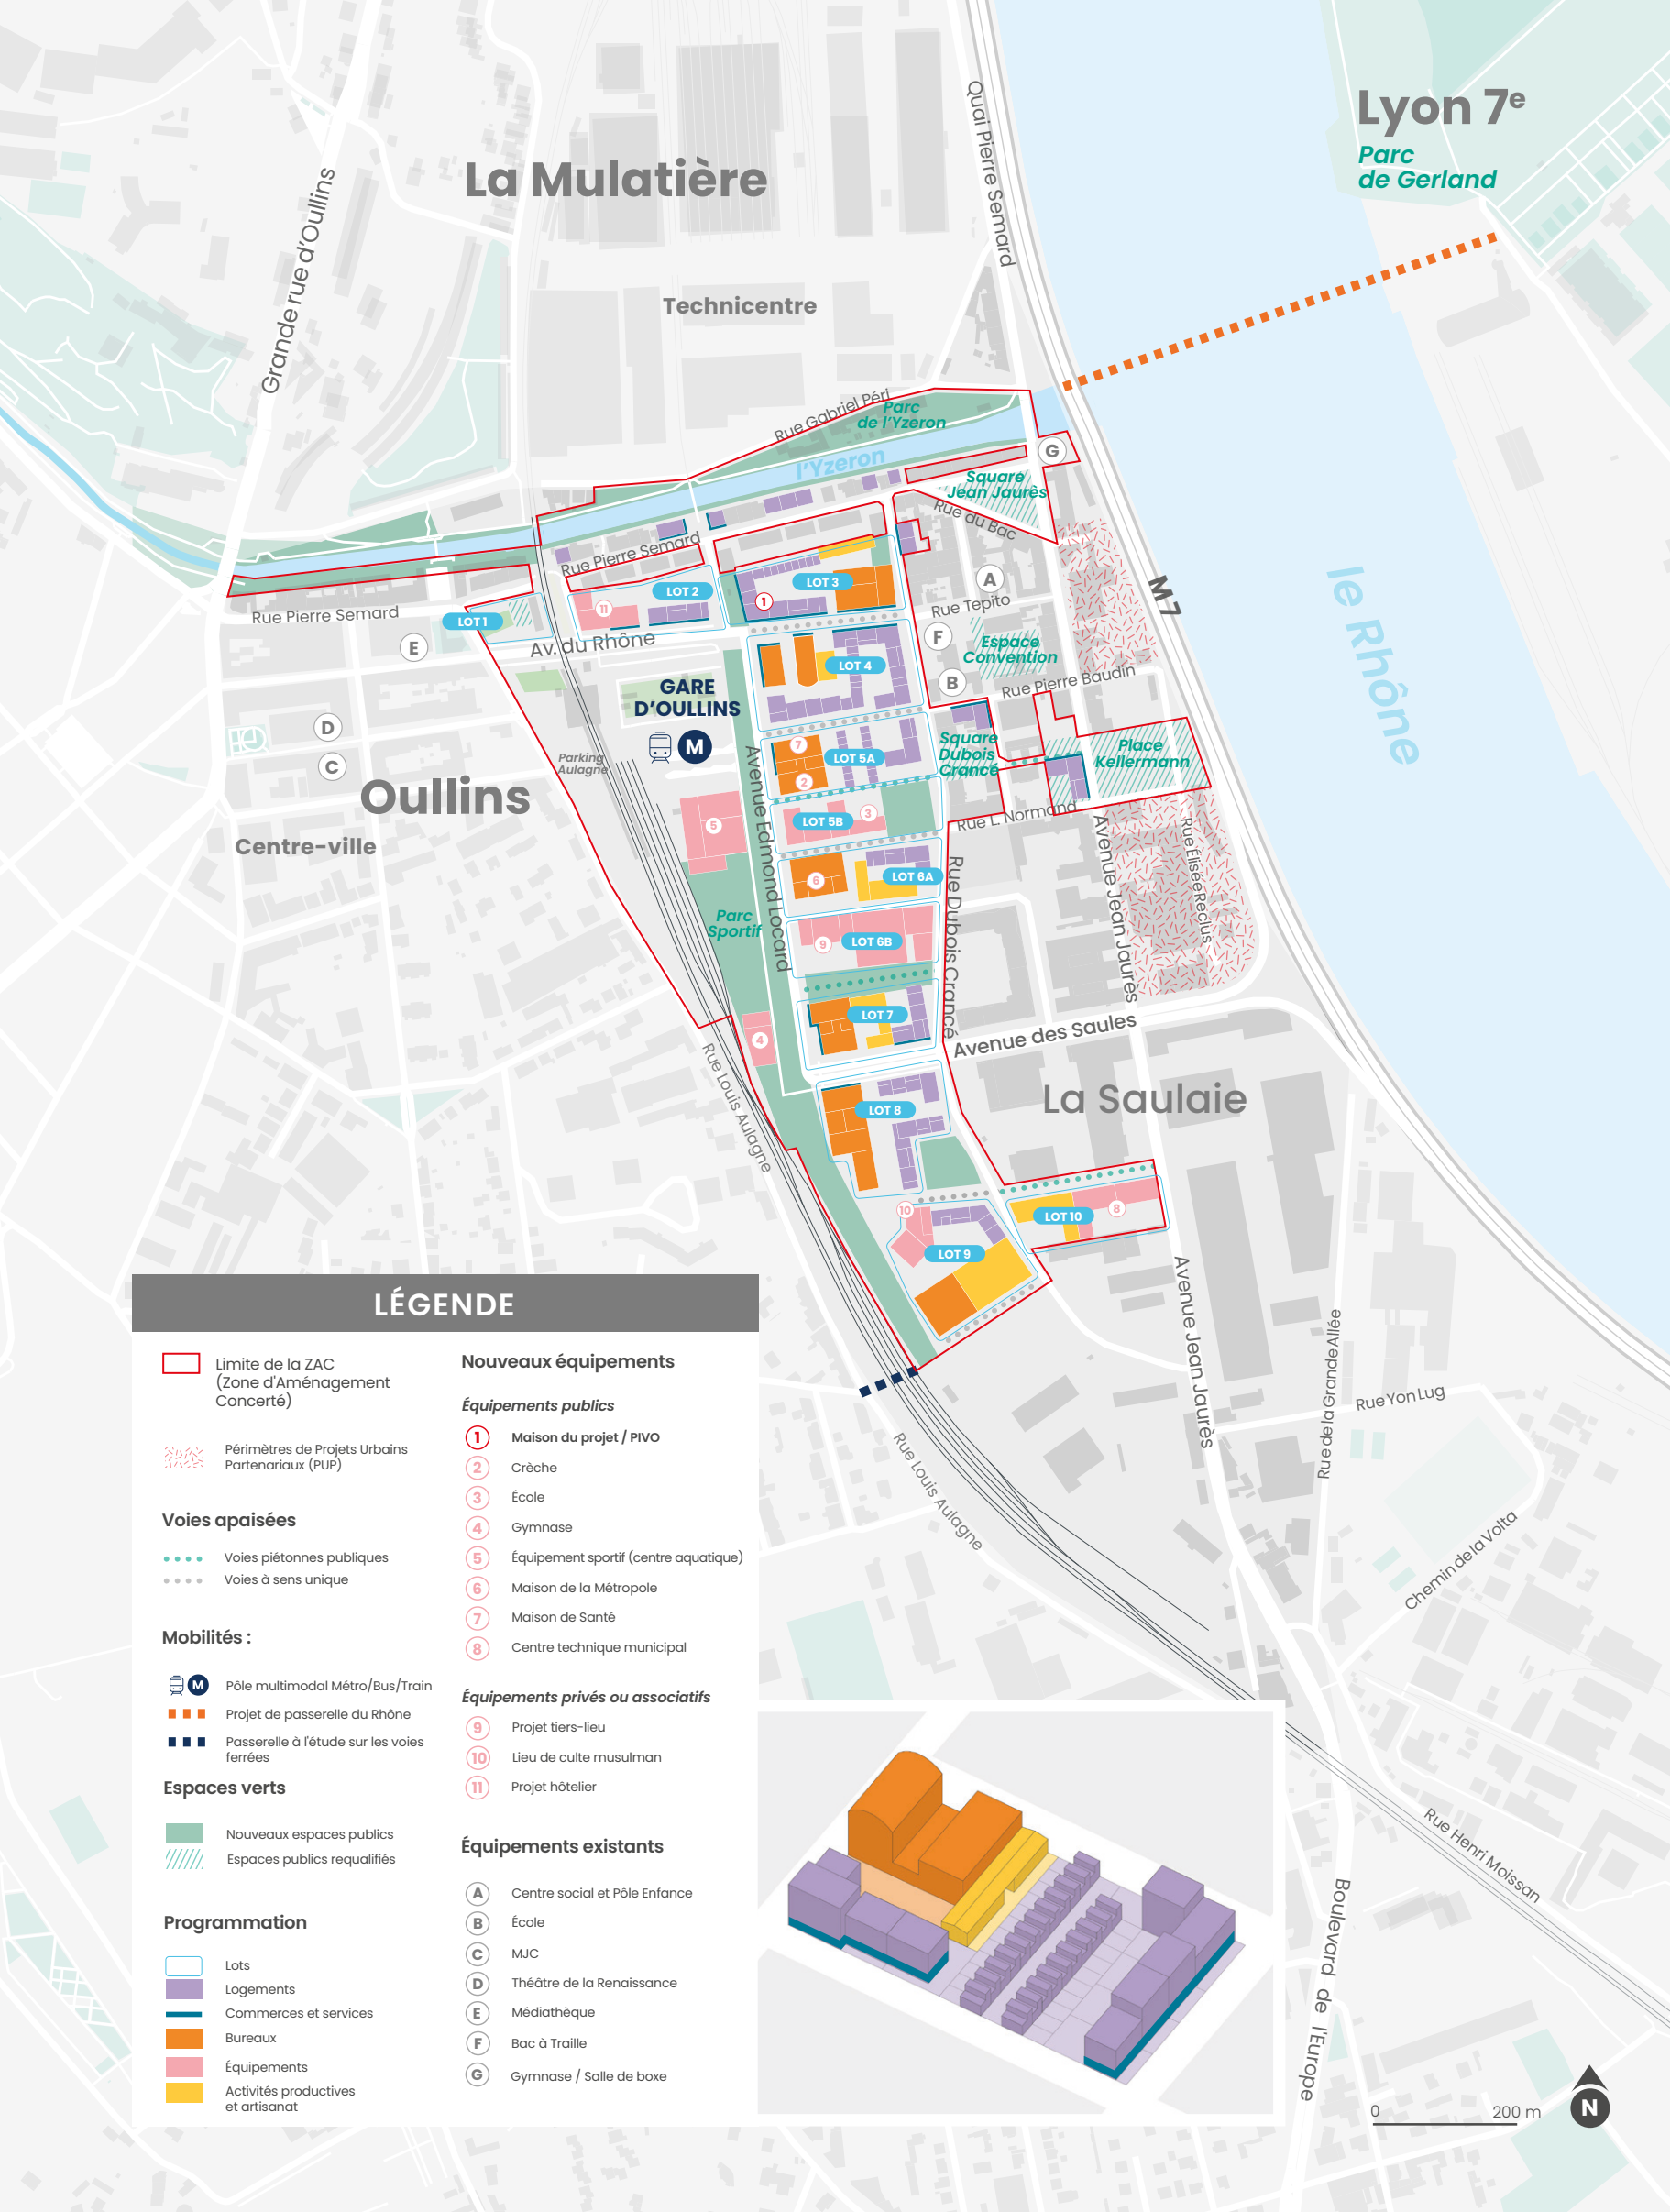 Lyon 7e
Parc
de Gerland
Quai Pierre Semard
La Mulatière
Grande rue d'Oullins
Technicentre
Rue Gabriel Péri
Parc
de l'Yzeron
l'Yzeron
G
Square
Jean Jaurès
Rue du Bac
Rue Pierre Semard
LOT 3
A
M7
le Rhône
LOT 2
1
11
Rue Tepito
Rue Pierre Semard
LOT 1
E
Av. du Rhône
F
Espace
Convention
LOT 4
B
Rue Pierre Baudin
GARE
D'OULLINS
M
D
C
Parking
Aulagne
7
LOT 5A
2
Square
Dubois
Crancé
Place
Kellermann
Oullins
Centre-ville
5
Avenue Edmond Locard
LOT 5B
3
Rue L. Normand
Avenue Jean Jaurès
Rue Élisée Reclus
6
LOT 6A
Rue Dubois Crancé
Parc
Sportif
9
LOT 6B
LOT 7
4
Avenue des Saules
Rue Louis Aulagne
La Saulaie
LOT 8
10
LOT 10
8
LOT 9
Avenue Jean Jaurès
Rue de la Grande Allée
Rue Yon Lug
Rue Louis Aulagne
Chemin de la Volta
Rue Henri Moissan
Boulevard de l'Europe
0
200 m
N
LÉGENDE
Limite de la ZAC
(Zone d'Aménagement
Concerté)
Périmètres de Projets Urbains
Partenariaux (PUP)
Voies apaisées
Voies piétonnes publiques
Voies à sens unique
Mobilités :
M
Pôle multimodal Métro/Bus/Train
Projet de passerelle du Rhône
Passerelle à l'étude sur les voies
ferrées
Espaces verts
Nouveaux espaces publics
Espaces publics requalifiés
Programmation
Lots
Logements
Commerces et services
Bureaux
Équipements
Activités productives
et artisanat
Nouveaux équipements
Équipements publics
1 Maison du projet / PIVO
2 Crèche
3 École
4 Gymnase
5 Équipement sportif (centre aquatique)
6 Maison de la Métropole
7 Maison de Santé
8 Centre technique municipal
Équipements privés ou associatifs
9 Projet tiers-lieu
10 Lieu de culte musulman
11 Projet hôtelier
Équipements existants
A Centre social et Pôle Enfance
B École
C MJC
D Théâtre de la Renaissance
E Médiathèque
F Bac à Traille
G Gymnase / Salle de boxe